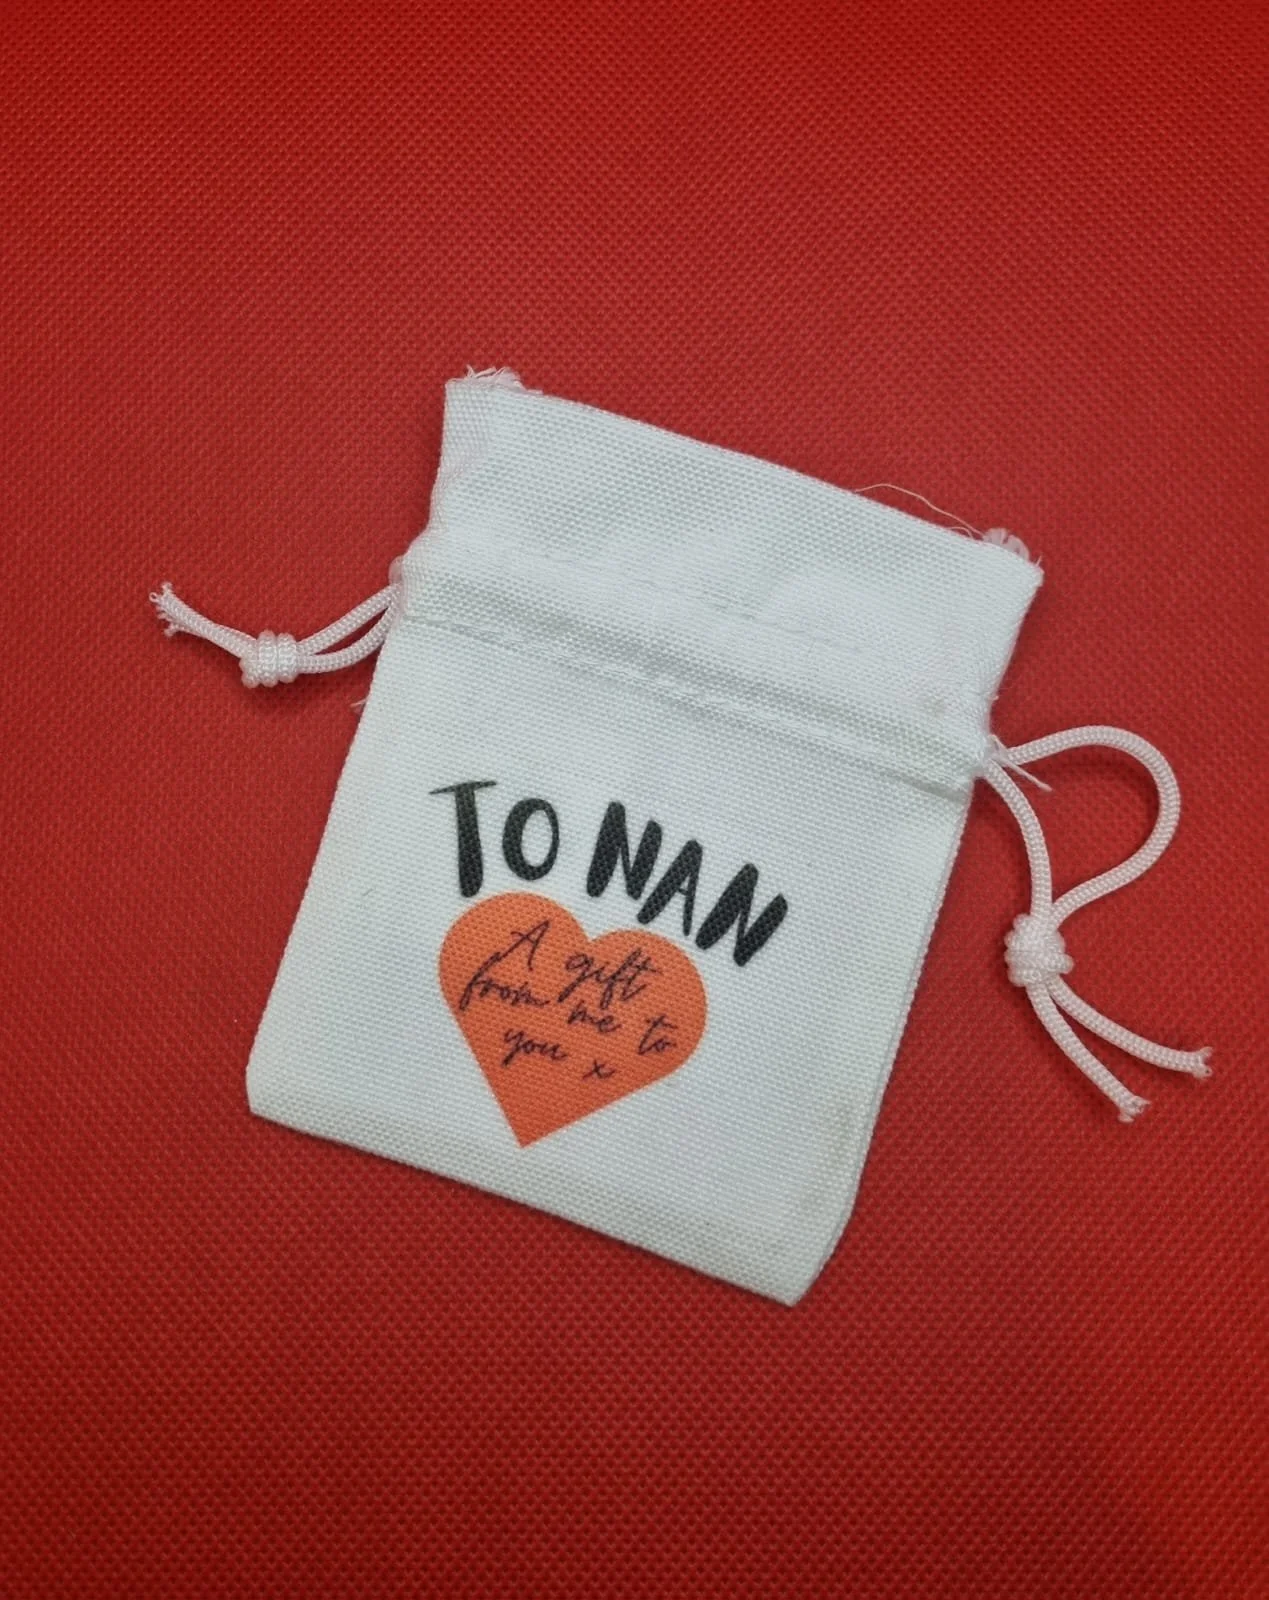 TO NAN
A gift
from me to
you x